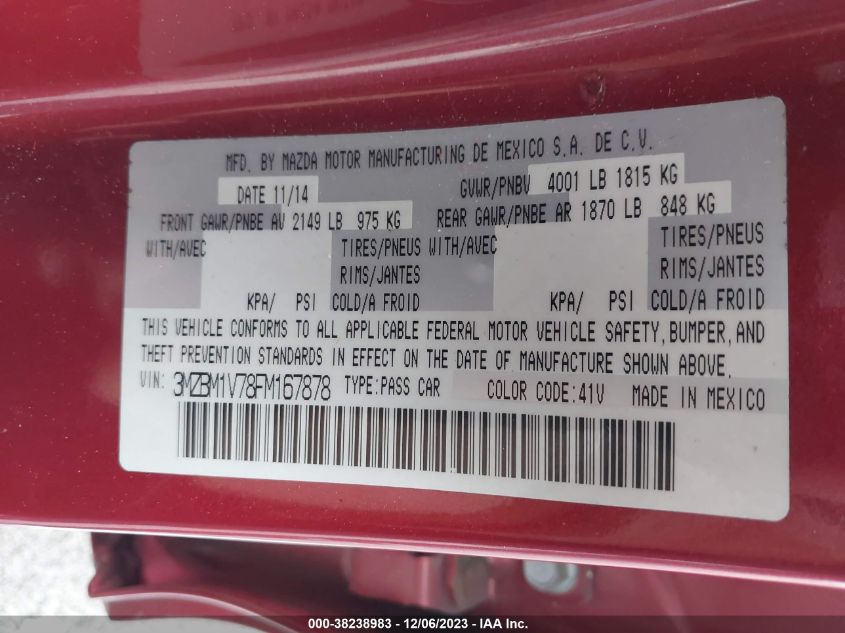 MFD. BY MAZDA MOTOR MANUFACTURING DE MEXICO S.A. DE C.V.
DATE 11/14 GVWR/PNBV 4001 LB 1815 KG
FRONT GAWR/PNBE AV 2149 LB 975 KG REAR GAWR/PNBE AR 1870 LB 848 KG
WITH/AVEC TIRES/PNEUS WITH/AVEC TIRES/PNEUS
RIMS/JANTES RIMS/JANTES
KPA/ PSI COLD/A FROID KPA/ PSI COLD/A FROID
THIS VEHICLE CONFORMS TO ALL APPLICABLE FEDERAL MOTOR VEHICLE SAFETY, BUMPER, AND
THEFT PREVENTION STANDARDS IN EFFECT ON THE DATE OF MANUFACTURE SHOWN ABOVE.
VIN: 3MZBM1V78FM167878 TYPE:PASS CAR COLOR CODE:41V MADE IN MEXICO
000-38238983 - 12/06/2023 - IAA Inc.